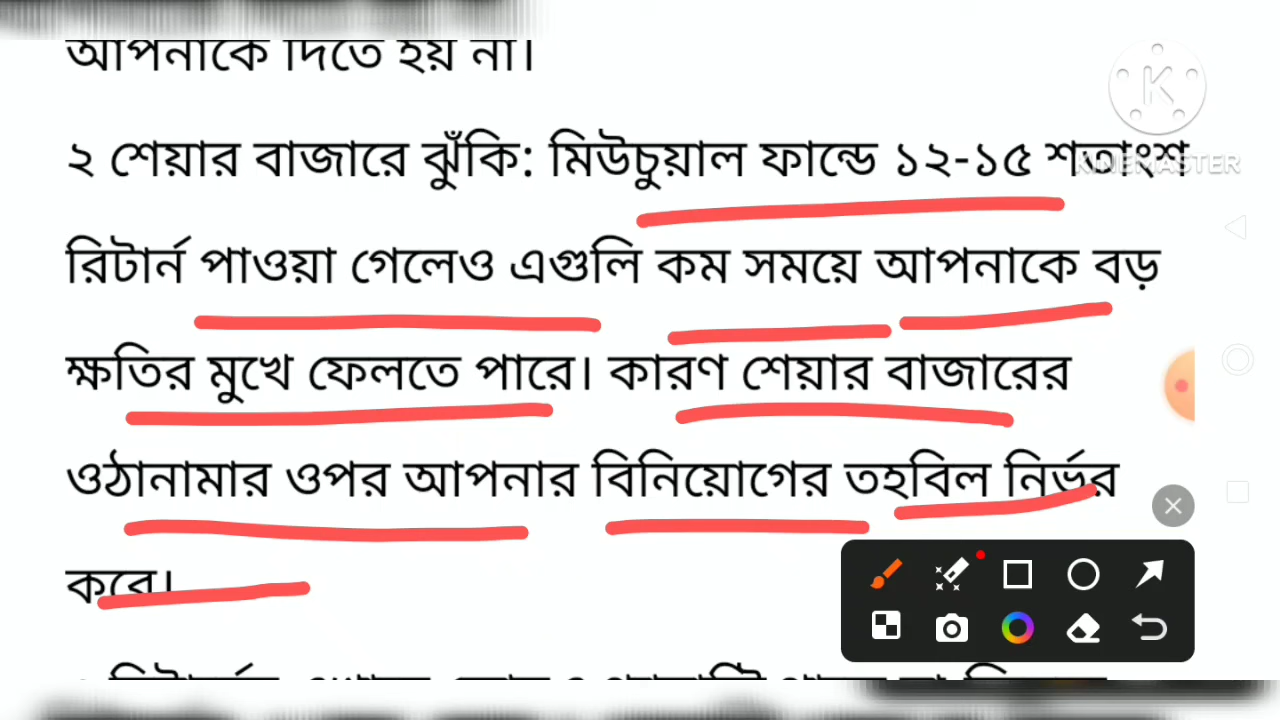 আপনাকে দিতে হয় না।
২ শেয়ার বাজারে ঝুঁকি: মিউচুয়াল ফান্ডে ১২-১৫ শতাংশ
KINEMASTER
রিটার্ন পাওয়া গেলেও এগুলি কম সময়ে আপনাকে বড়
ক্ষতির মুখে ফেলতে পারে। কারণ শেয়ার বাজারের
ওঠানামার ওপর আপনার বিনিয়োগের তহবিল নির্ভর
করে।